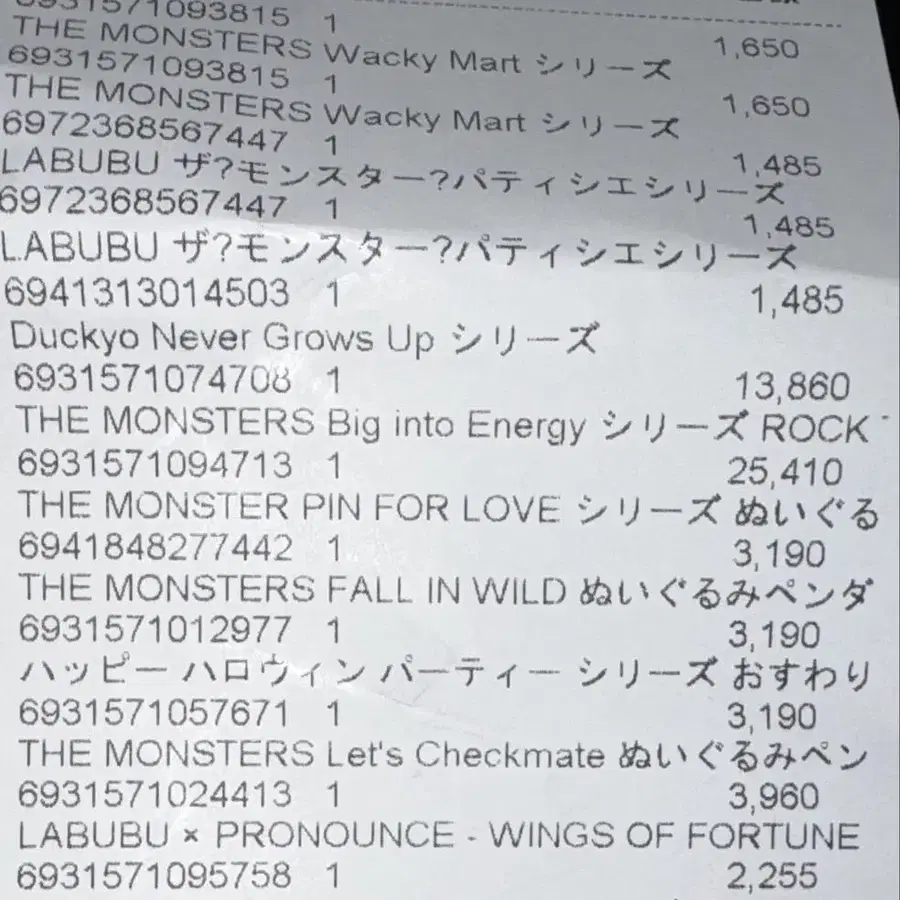 6931571093815 1 1,650
THE MONSTERS Wacky Mart シリーズ
6931571093815 1 1,650
THE MONSTERS Wacky Mart シリーズ
6972368567447 1 1,485
LABUBU ザ?モンスター?パティシエシリーズ
6972368567447 1 1,485
LABUBU ザ?モンスター?パティシエシリーズ
6941313014503 1 1,485
Duckyo Never Grows Up シリーズ
6931571074708 1 13,860
THE MONSTERS Big into Energy シリーズ ROCK
6931571094713 1 25,410
THE MONSTER PIN FOR LOVE シリーズ ぬいぐる
6941848277442 1 3,190
THE MONSTERS FALL IN WILD ぬいぐるみペンダ
6931571012977 1 3,190
ハッピー ハロウィン パーティー シリーズ おすわり
6931571057671 1 3,190
THE MONSTERS Let's Checkmate ぬいぐるみペン
6931571024413 1 3,960
LABUBU × PRONOUNCE - WINGS OF FORTUNE
6931571095758 1 2,255